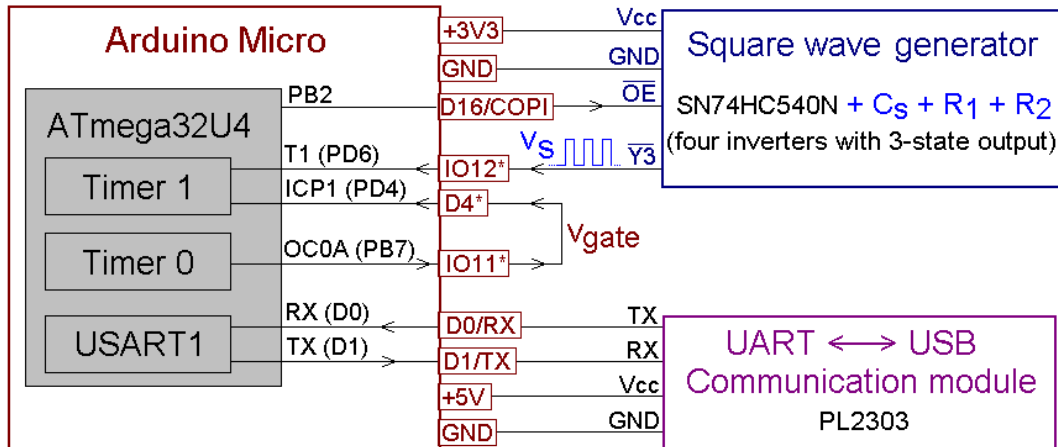 Arduino Micro
ATmega32U4
Timer 1
Timer 0
USART1
PB2
T1 (PD6)
ICP1 (PD4)
OC0A (PB7)
RX (D0)
TX (D1)
+3V3
GND
D16/COPI
IO12*
D4*
IO11*
D0/RX
D1/TX
+5V
GND
Vcc
GND
OE
VS
Y3
Vgate
TX
RX
Vcc
GND
Square wave generator
SN74HC540N + CS + R1 + R2
(four inverters with 3-state output)
UART <--> USB
Communication module
PL2303